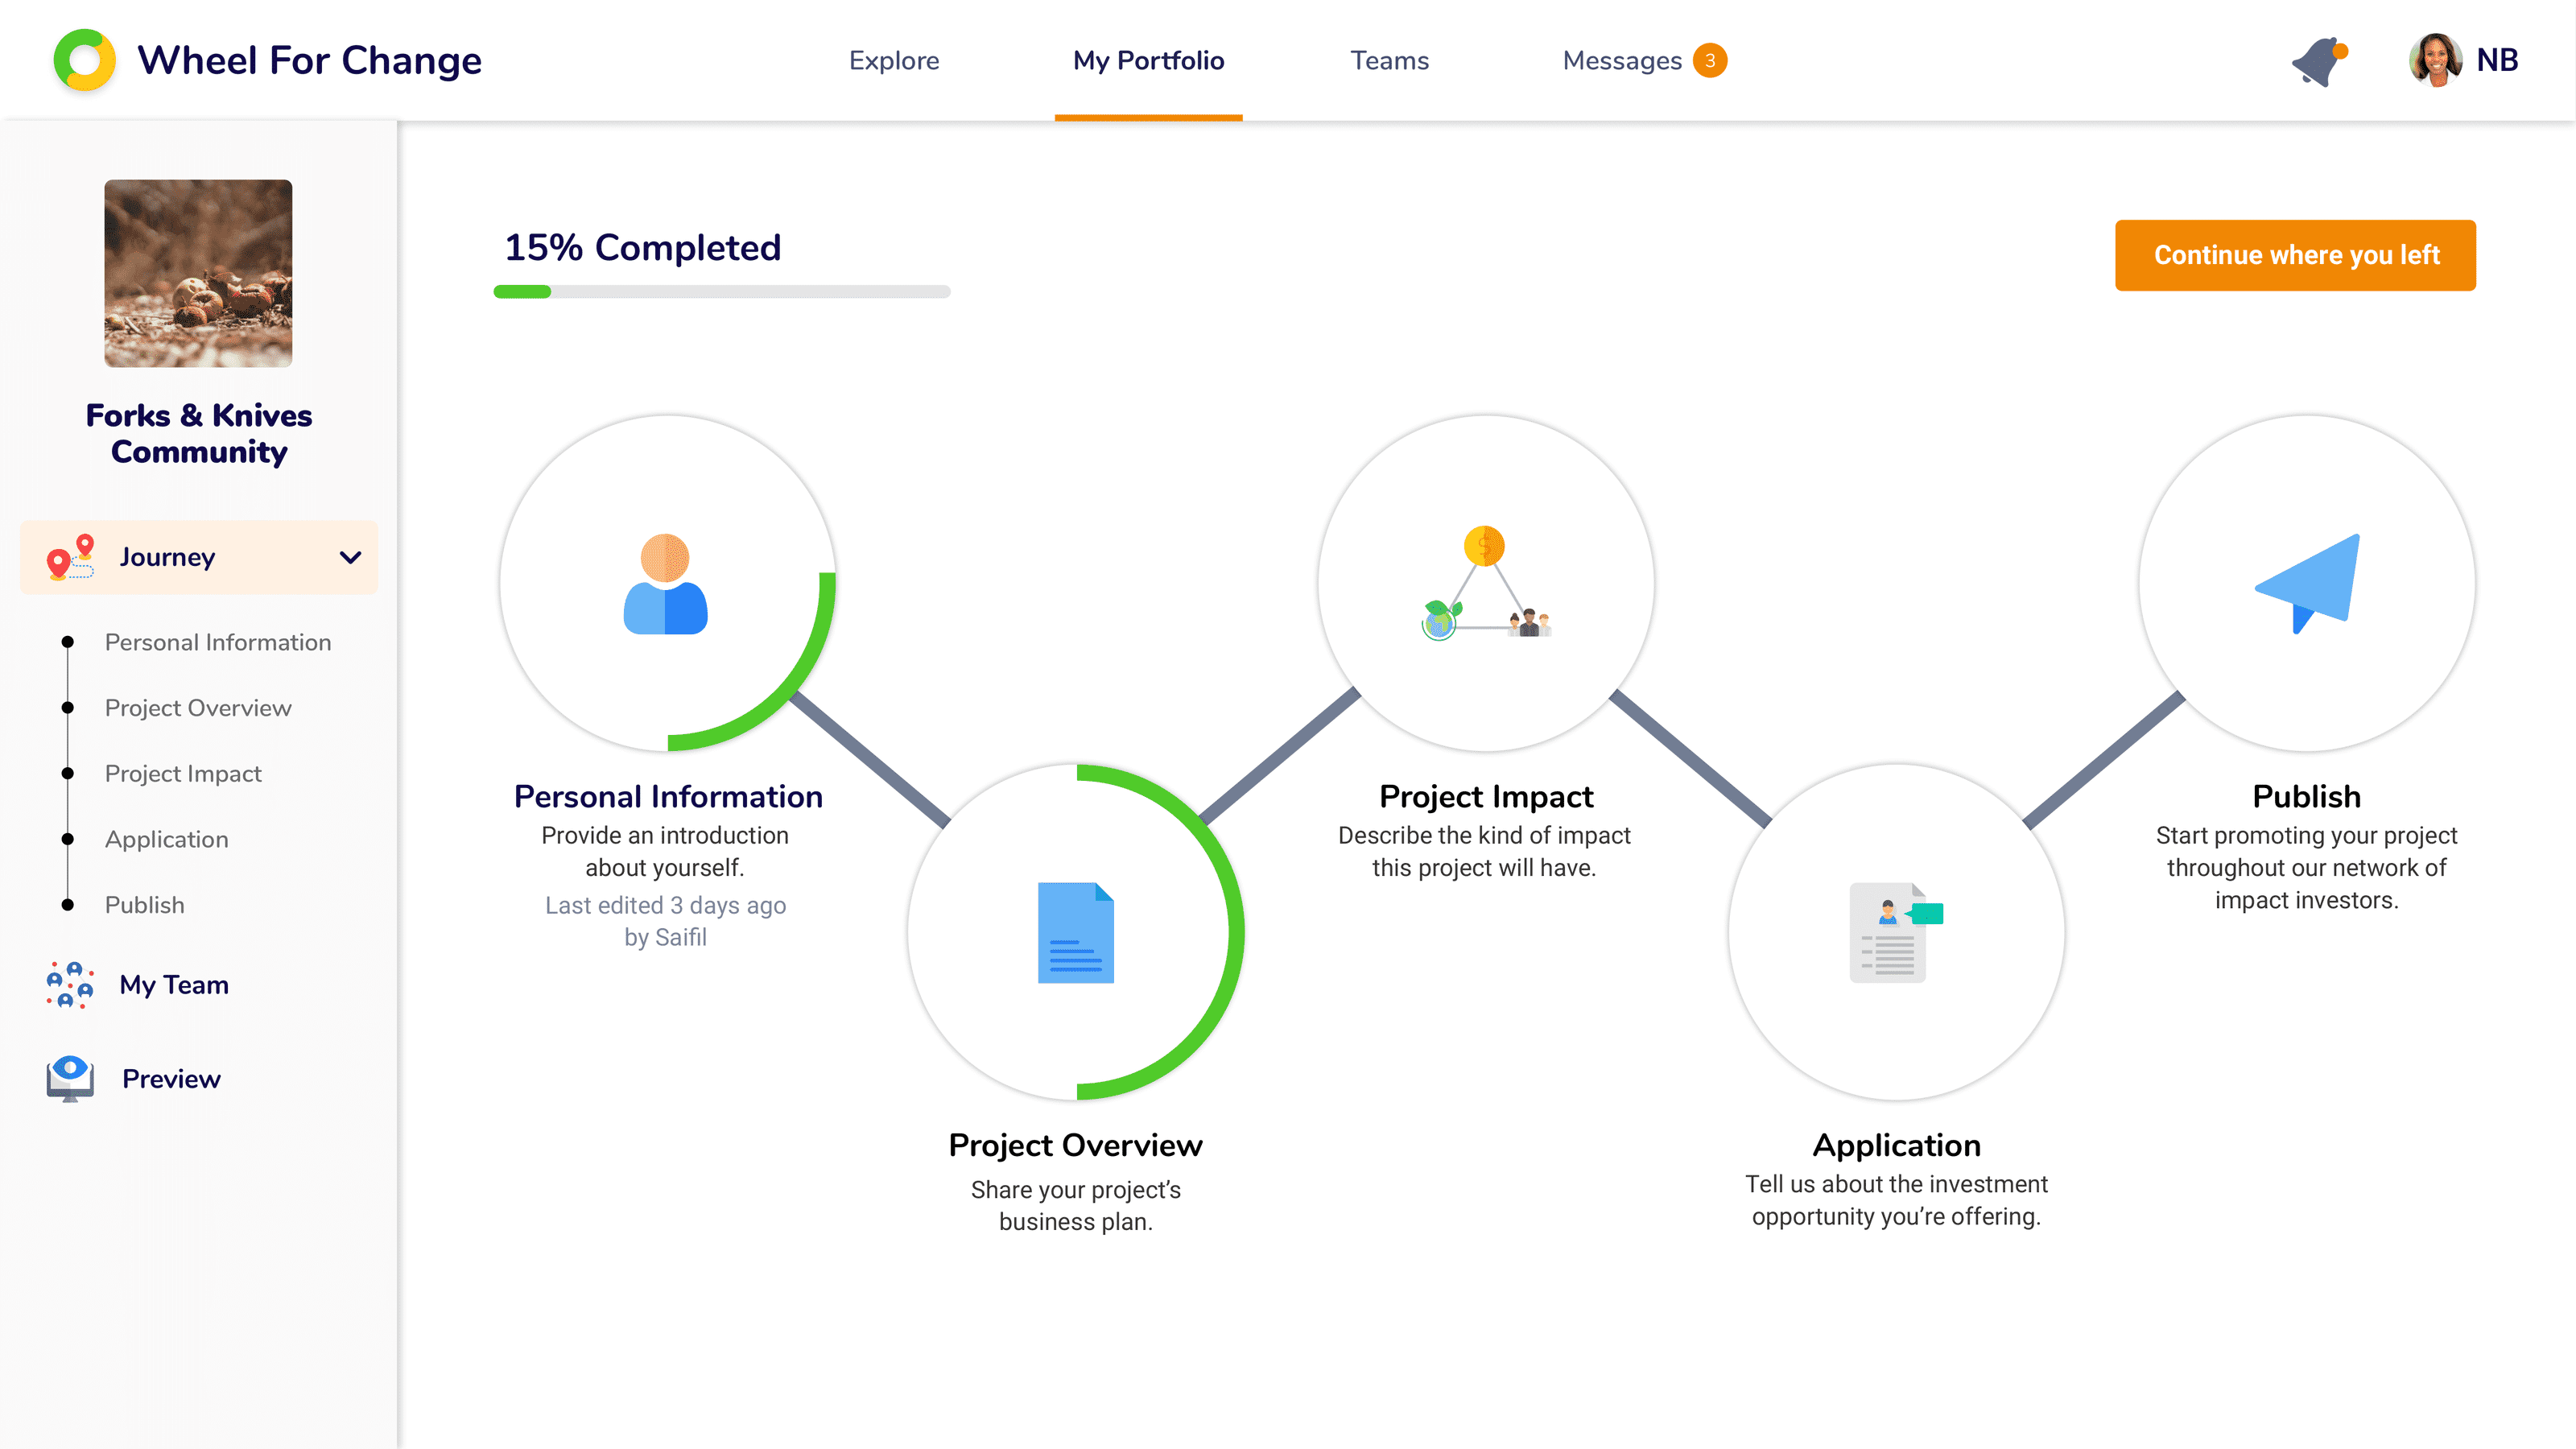 Wheel For Change
Explore
My Portfolio
Teams
Messages 3
NB
Forks & Knives
Community
Journey
Personal Information
Project Overview
Project Impact
Application
Publish
My Team
Preview
15% Completed
Continue where you left
Personal Information
Provide an introduction
about yourself.
Last edited 3 days ago
by Saifil
Project Overview
Share your project’s
business plan.
$
Project Impact
Describe the kind of impact
this project will have.
Application
Tell us about the investment
opportunity you’re offering.
Publish
Start promoting your project
throughout our network of
impact investors.